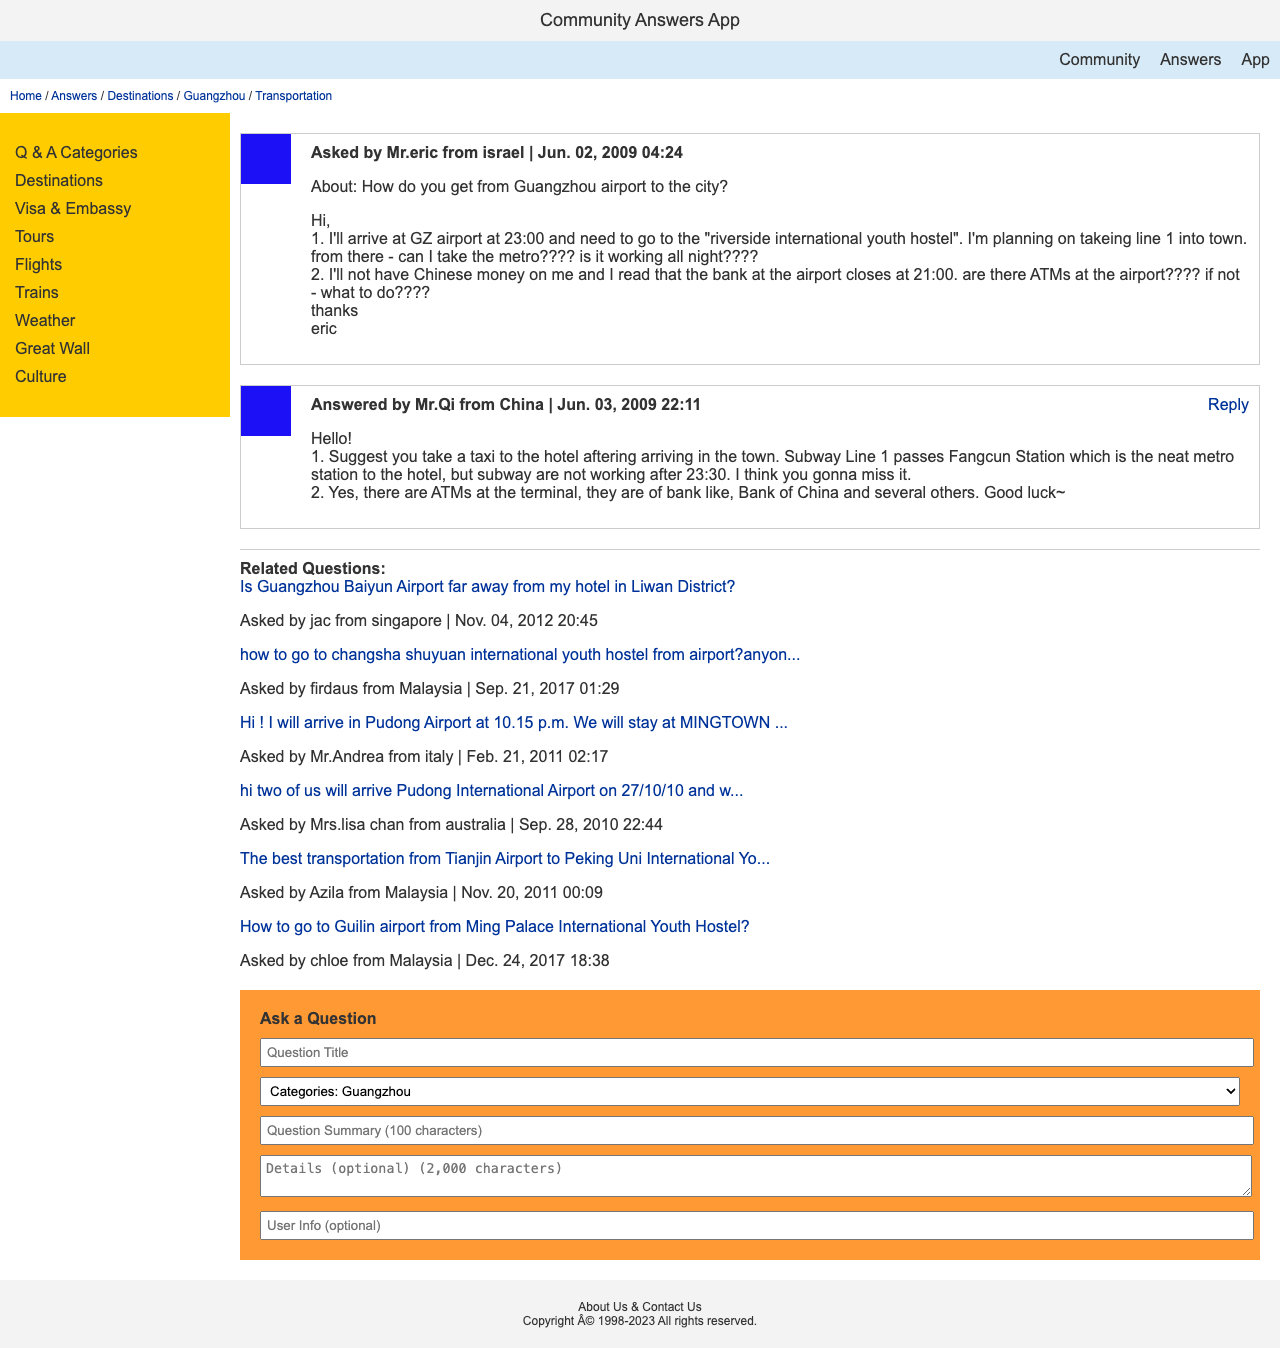 Community Answers App
Community Answers App
Home / Answers / Destinations / Guangzhou / Transportation
Q & A Categories
Destinations
Visa & Embassy
Tours
Flights
Trains
Weather
Great Wall
Culture
Asked by Mr.eric from israel | Jun. 02, 2009 04:24
About: How do you get from Guangzhou airport to the city?
Hi,
1. I'll arrive at GZ airport at 23:00 and need to go to the "riverside international youth hostel". I'm planning on takeing line 1 into town.
from there - can I take the metro???? is it working all night????
2. I'll not have Chinese money on me and I read that the bank at the airport closes at 21:00. are there ATMs at the airport???? if not
- what to do????
thanks
eric
Answered by Mr.Qi from China | Jun. 03, 2009 22:11 Reply
Hello!
1. Suggest you take a taxi to the hotel aftering arriving in the town. Subway Line 1 passes Fangcun Station which is the neat metro
station to the hotel, but subway are not working after 23:30. I think you gonna miss it.
2. Yes, there are ATMs at the terminal, they are of bank like, Bank of China and several others. Good luck~
Related Questions:
Is Guangzhou Baiyun Airport far away from my hotel in Liwan District?
Asked by jac from singapore | Nov. 04, 2012 20:45
how to go to changsha shuyuan international youth hostel from airport?anyon...
Asked by firdaus from Malaysia | Sep. 21, 2017 01:29
Hi ! I will arrive in Pudong Airport at 10.15 p.m. We will stay at MINGTOWN ...
Asked by Mr.Andrea from italy | Feb. 21, 2011 02:17
hi two of us will arrive Pudong International Airport on 27/10/10 and w...
Asked by Mrs.lisa chan from australia | Sep. 28, 2010 22:44
The best transportation from Tianjin Airport to Peking Uni International Yo...
Asked by Azila from Malaysia | Nov. 20, 2011 00:09
How to go to Guilin airport from Ming Palace International Youth Hostel?
Asked by chloe from Malaysia | Dec. 24, 2017 18:38
Ask a Question
Question Title
Categories: Guangzhou
Question Summary (100 characters)
Details (optional) (2,000 characters)
User Info (optional)
About Us & Contact Us
Copyright Â© 1998-2023 All rights reserved.